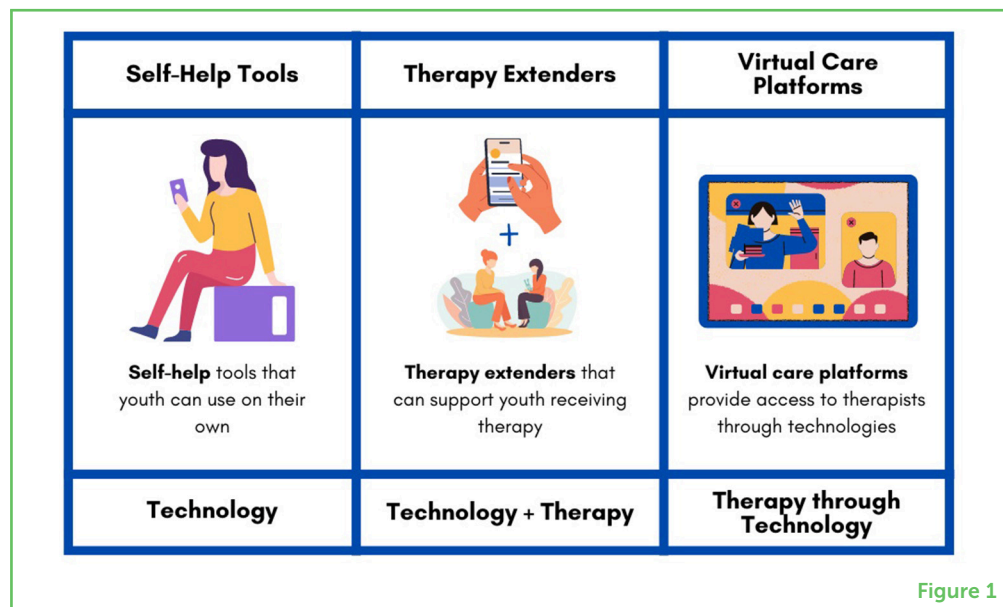 Self-Help Tools
Therapy Extenders
Virtual Care
Platforms
+
Self-help tools that
youth can use on their
own
Therapy extenders that
can support youth receiving
therapy
Virtual care platforms
provide access to therapists
through technologies
Technology
Technology + Therapy
Therapy through
Technology
Figure 1